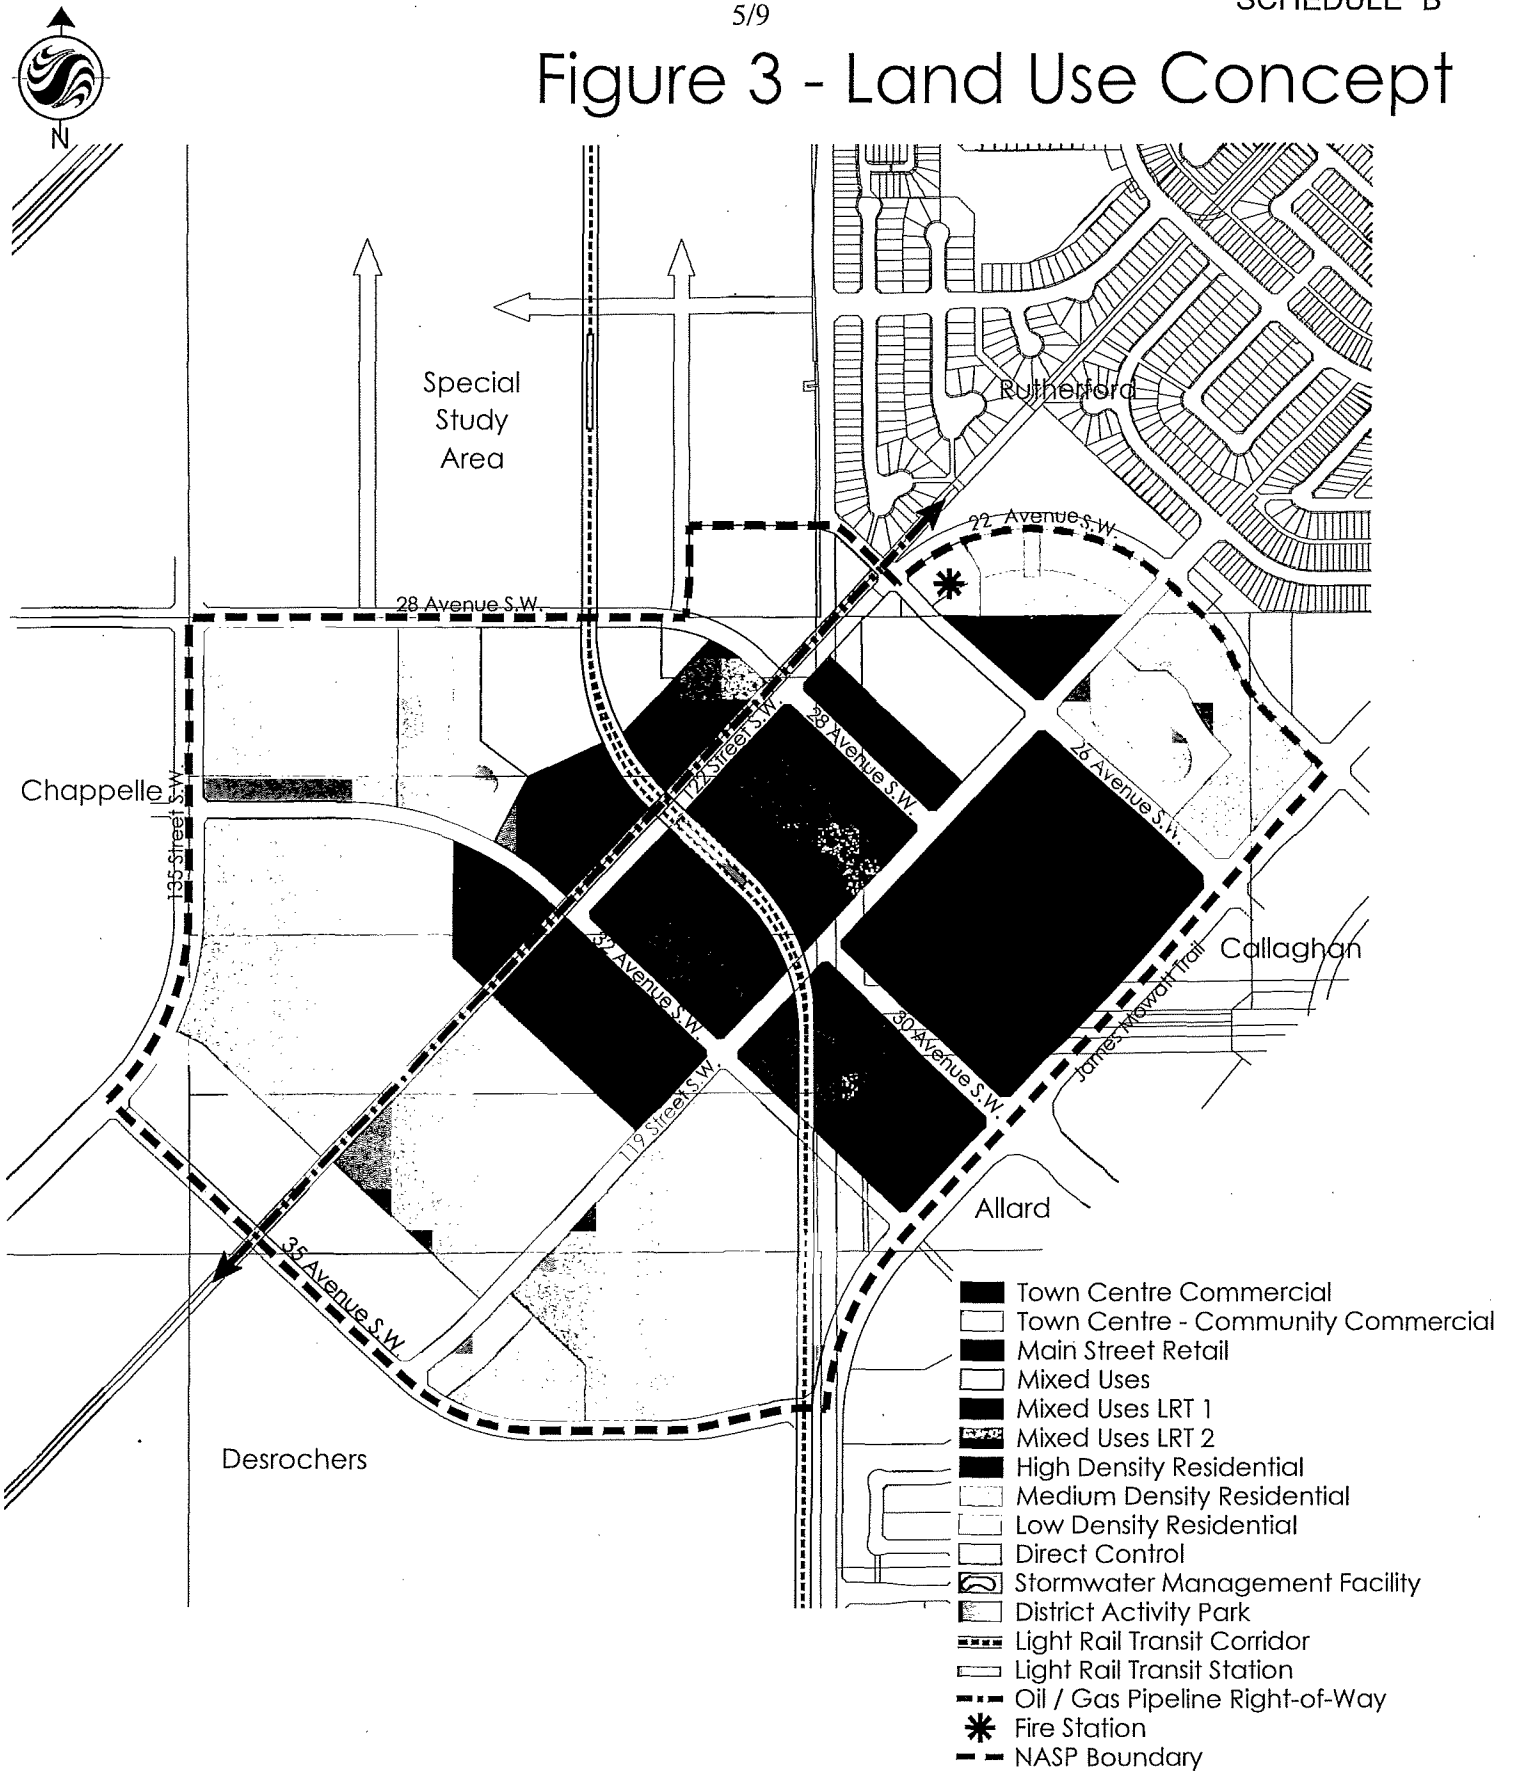 5/9
SCHEDULE "B"
Figure 3 - Land Use Concept
N
Special
Study
Area
Rutherford
22 Avenue S.W.
28 Avenue S.W.
122 Street S.W.
28 Avenue S.W.
26 Avenue S.W.
Chappelle
135 Street S.W.
32 Avenue S.W.
Callaghan
James Mowatt Trail
30 Avenue S.W.
119 Street S.W.
Allard
35 Avenue S.W.
Desrochers
Town Centre Commercial
Town Centre - Community Commercial
Main Street Retail
Mixed Uses
Mixed Uses LRT 1
Mixed Uses LRT 2
High Density Residential
Medium Density Residential
Low Density Residential
Direct Control
Stormwater Management Facility
District Activity Park
Light Rail Transit Corridor
Light Rail Transit Station
Oil / Gas Pipeline Right-of-Way
Fire Station
NASP Boundary